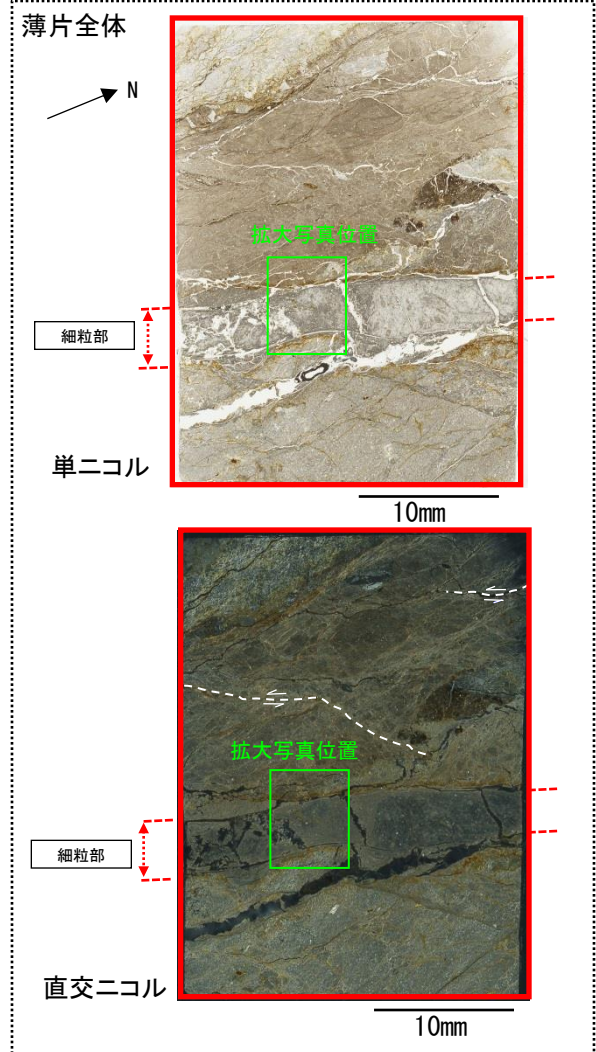 薄片全体
N
拡大写真位置
細粒部
単ニコル
10mm
拡大写真位置
細粒部
直交ニコル
10mm